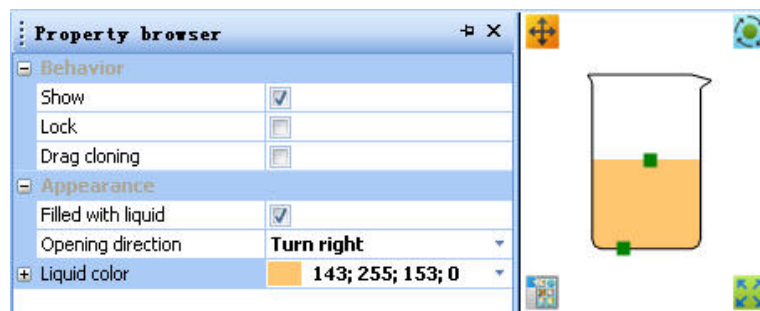 Property browser
Behavior
Show
Lock
Drag cloning
Appearance
Filled with liquid
Opening direction Turn right
Liquid color 143; 255; 153; 0